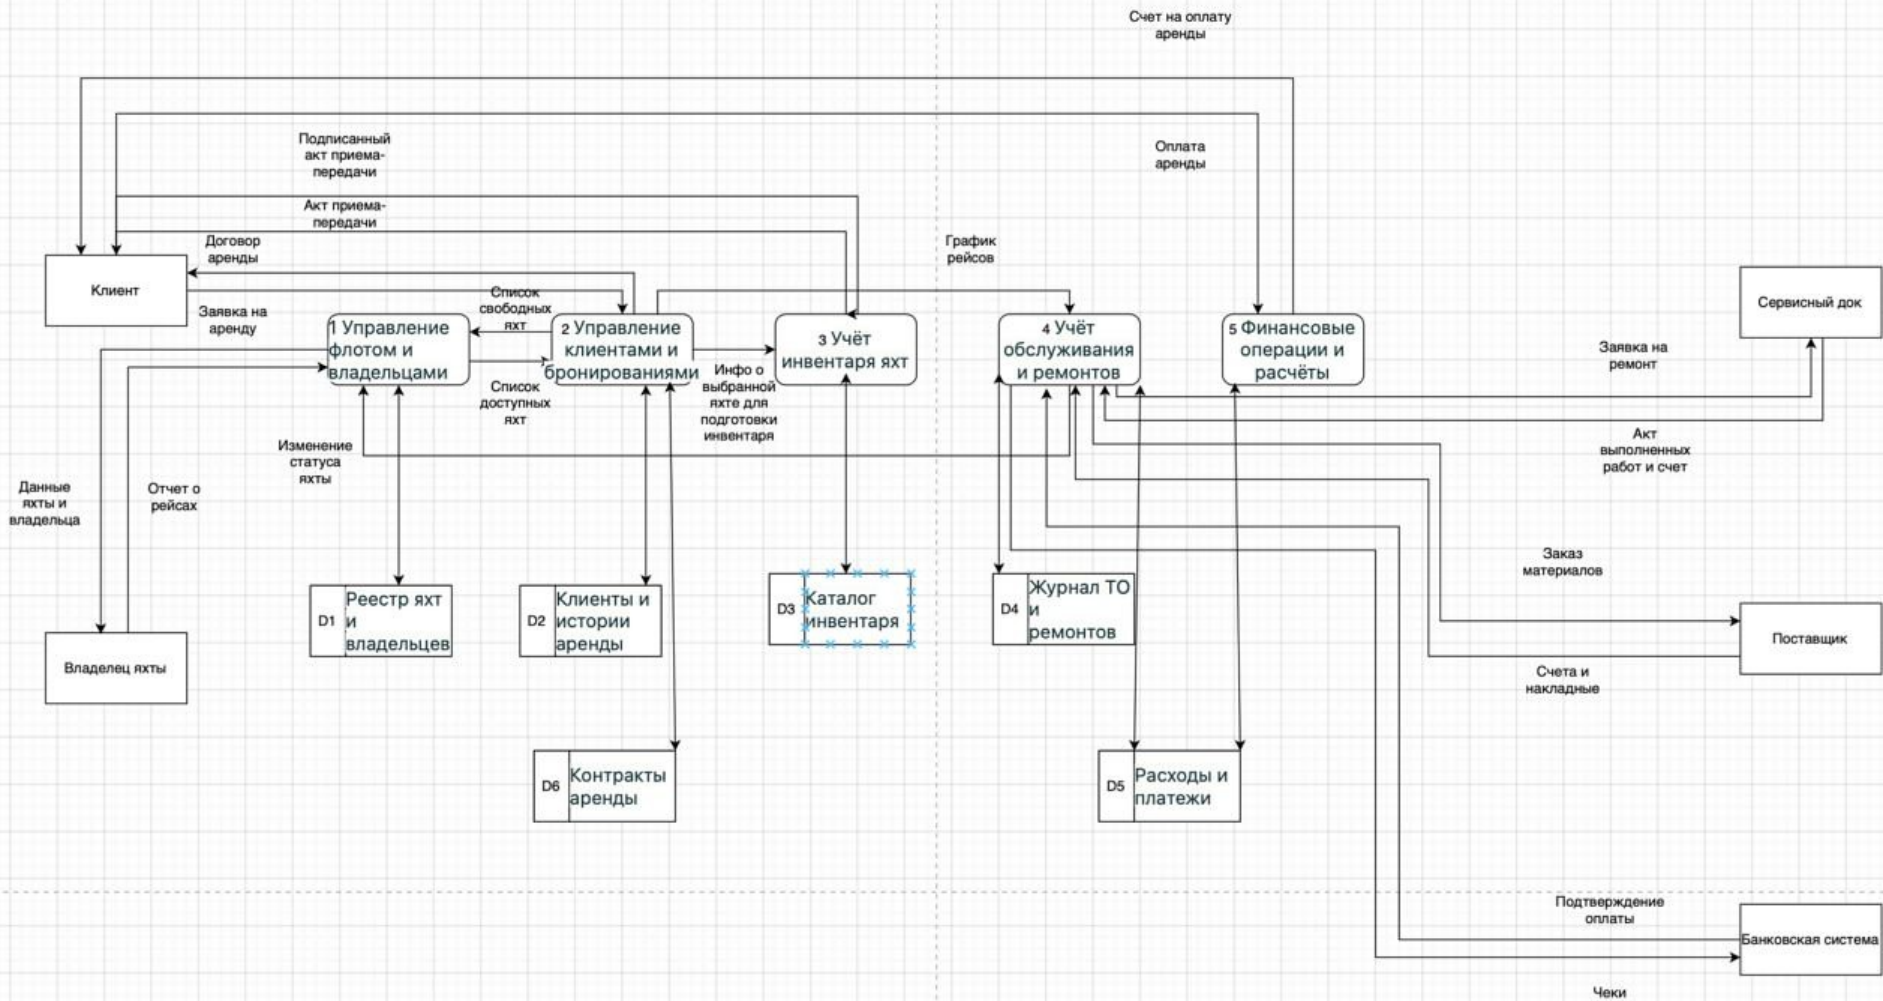 Счет на оплату
аренды
Подписанный
акт приема-
передачи
Оплата
аренды
Акт приема-
передачи
Договор
аренды
График
рейсов
Клиент
Заявка на
аренду
Список
свободных
яхт
Сервисный док
1 Управление
флотом и
владельцами
2 Управление
клиентами и
бронированиями
3 Учёт
инвентаря яхт
4 Учёт
обслуживания
и ремонтов
5 Финансовые
операции и
расчёты
Заявка на
ремонт
Список
доступных
яхт
Инфо о
выбранной
яхте для
подготовки
инвентаря
Изменение
статуса
яхты
Акт
выполненных
работ и счет
Данные
яхты и
владельца
Отчет о
рейсах
Заказ
материалов
D1
Реестр яхт
и
владельцев
D2
Клиенты и
истории
аренды
D3
Каталог
инвентаря
D4
Журнал ТО
и
ремонтов
Поставщик
Владелец яхты
Счета и
накладные
D6
Контракты
аренды
D5
Расходы и
платежи
Подтверждение
оплаты
Банковская система
Чеки